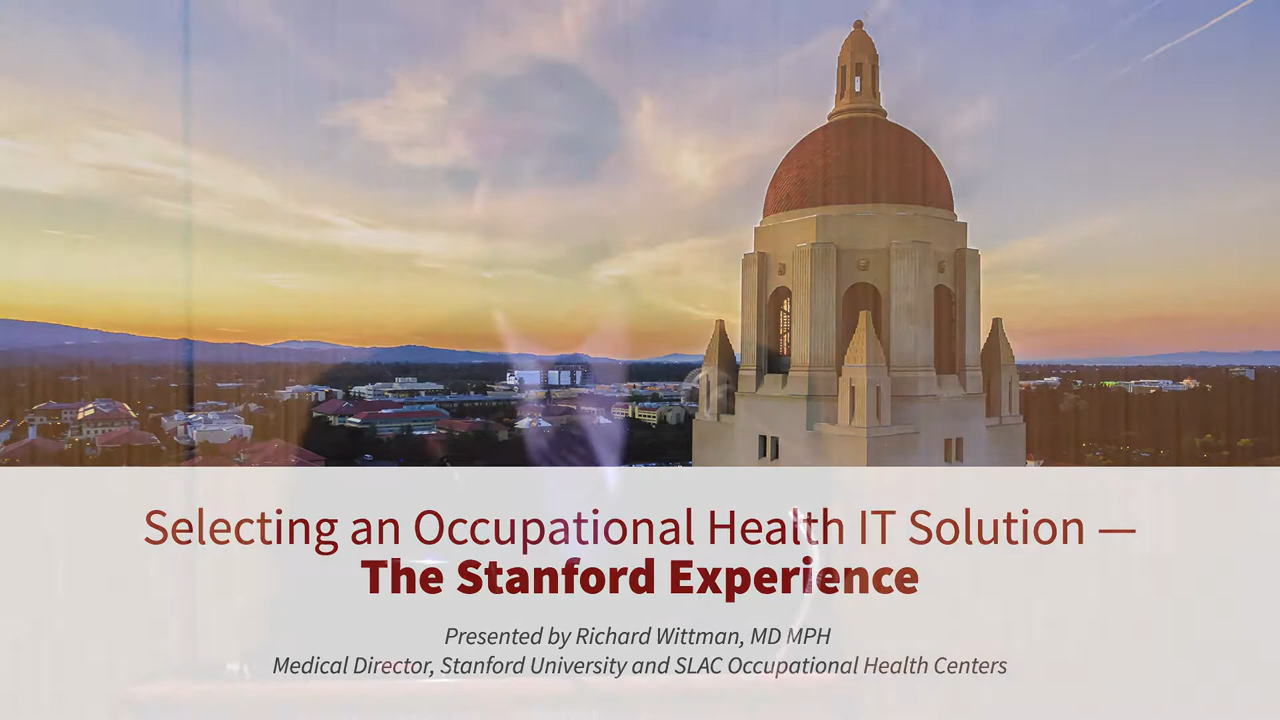 Selecting an Occupational Health IT Solution —
The Stanford Experience
Presented by Richard Wittman, MD MPH
Medical Director, Stanford University and SLAC Occupational Health Centers